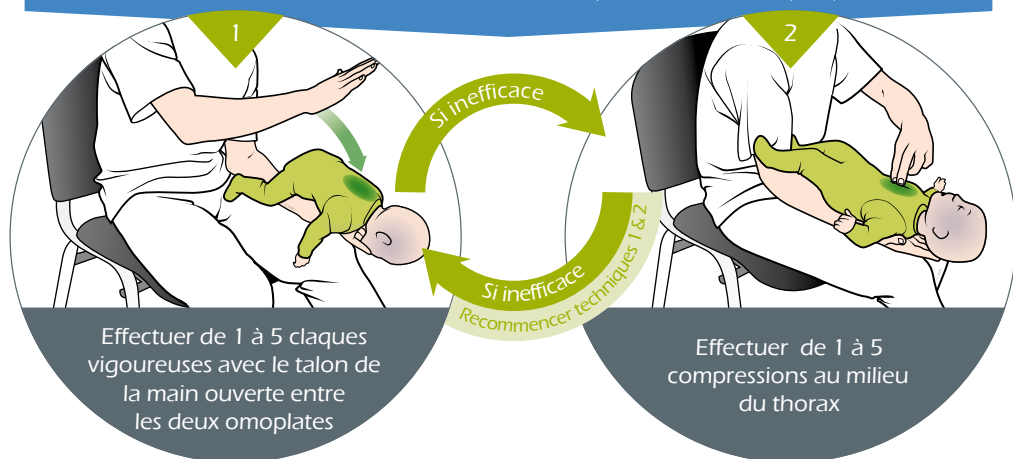 1
2
Si inefficace
Si inefficace
Recommencer techniques 1 & 2
Effectuer de 1 à 5 claques
vigoureuses avec le talon de
la main ouverte entre
les deux omoplates
Effectuer de 1 à 5
compressions au milieu
du thorax